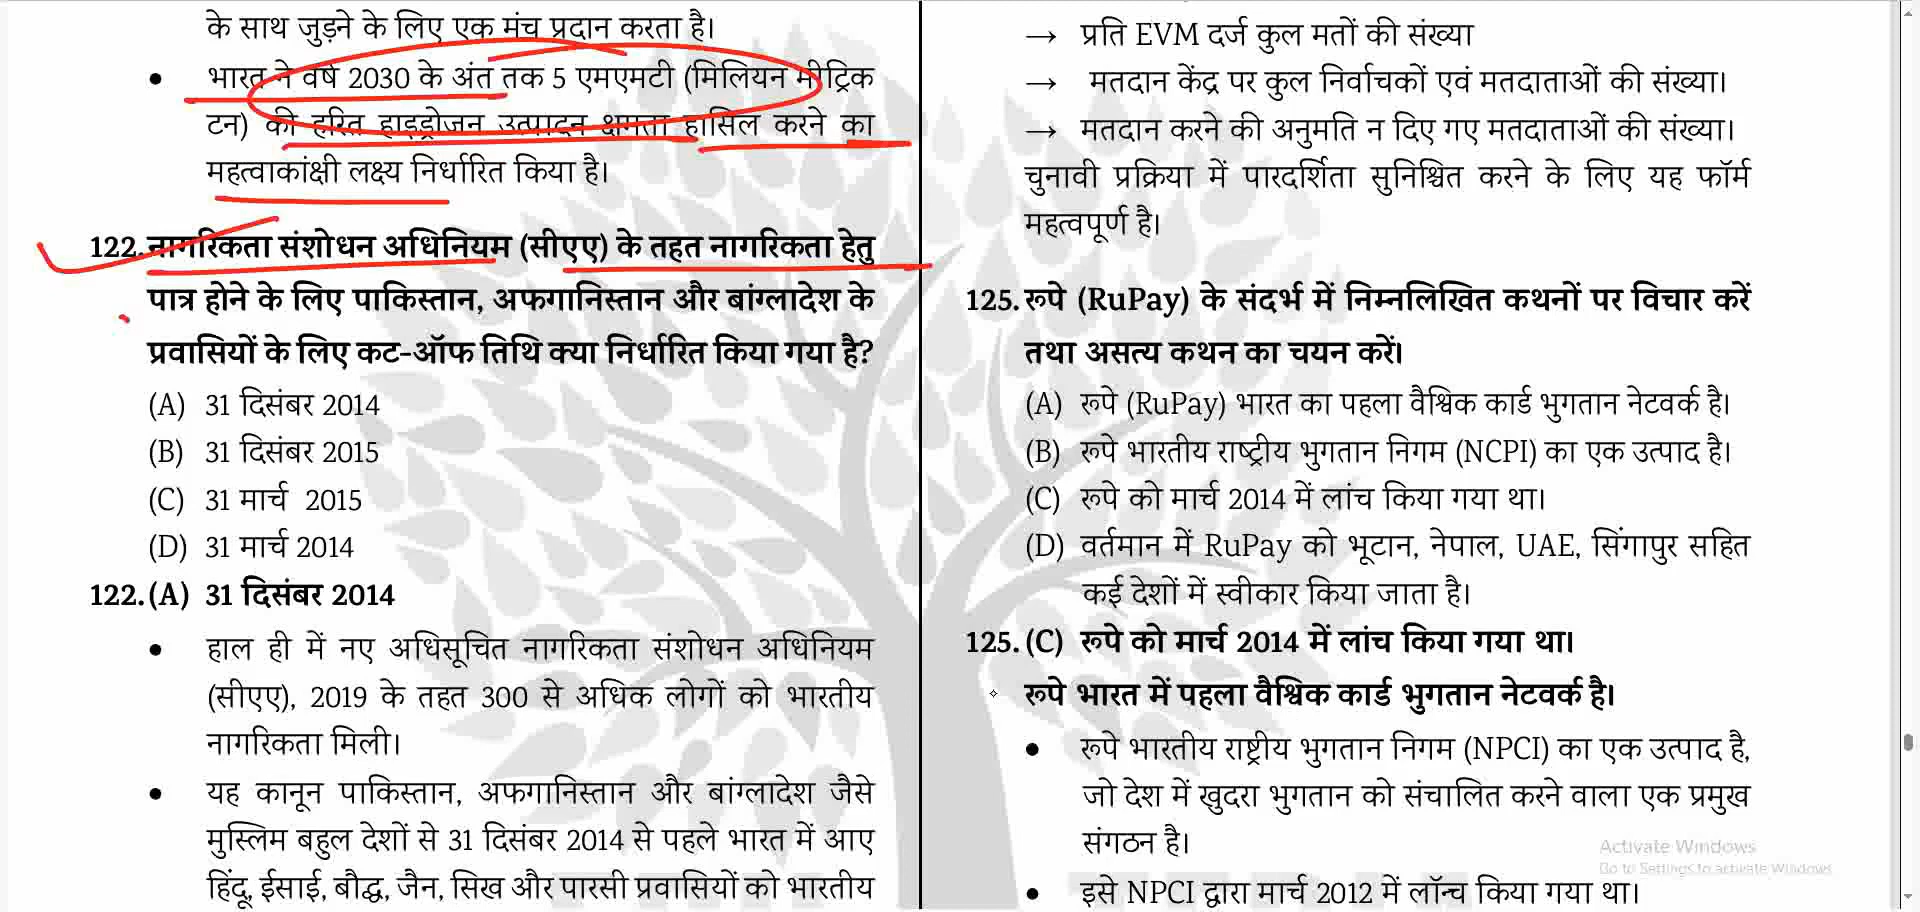 के साथ जुड़ने के लिए एक मंच प्रदान करता है।
• भारत ने वर्ष 2030 के अंत तक 5 एमएमटी (मिलियन मीट्रिक
टन) की हरित हाइड्रोजन उत्पादन क्षमता हासिल करने का
महत्वाकांक्षी लक्ष्य निर्धारित किया है।
122. नागरिकता संशोधन अधिनियम (सीएए) के तहत नागरिकता हेतु
पात्र होने के लिए पाकिस्तान, अफगानिस्तान और बांग्लादेश के
प्रवासियों के लिए कट-ऑफ तिथि क्या निर्धारित किया गया है?
(A) 31 दिसंबर 2014
(B) 31 दिसंबर 2015
(C) 31 मार्च 2015
(D) 31 मार्च 2014
122. (A) 31 दिसंबर 2014
• हाल ही में नए अधिसूचित नागरिकता संशोधन अधिनियम
(सीएए), 2019 के तहत 300 से अधिक लोगों को भारतीय
नागरिकता मिली।
• यह कानून पाकिस्तान, अफगानिस्तान और बांग्लादेश जैसे
मुस्लिम बहुल देशों से 31 दिसंबर 2014 से पहले भारत में आए
हिंदू, ईसाई, बौद्ध, जैन, सिख और पारसी प्रवासियों को भारतीय
→ प्रति EVM दर्ज कुल मतों की संख्या
→ मतदान केंद्र पर कुल निर्वाचकों एवं मतदाताओं की संख्या।
→ मतदान करने की अनुमति न दिए गए मतदाताओं की संख्या।
चुनावी प्रक्रिया में पारदर्शिता सुनिश्चित करने के लिए यह फॉर्म
महत्वपूर्ण है।
125. रूपे (RuPay) के संदर्भ में निम्नलिखित कथनों पर विचार करें
तथा असत्य कथन का चयन करें।
(A) रूपे (RuPay) भारत का पहला वैश्विक कार्ड भुगतान नेटवर्क है।
(B) रूपे भारतीय राष्ट्रीय भुगतान निगम (NCPI) का एक उत्पाद है।
(C) रूपे को मार्च 2014 में लांच किया गया था।
(D) वर्तमान में RuPay को भूटान, नेपाल, UAE, सिंगापुर सहित
कई देशों में स्वीकार किया जाता है।
125. (C) रूपे को मार्च 2014 में लांच किया गया था।
रूपे भारत में पहला वैश्विक कार्ड भुगतान नेटवर्क है।
• रूपे भारतीय राष्ट्रीय भुगतान निगम (NPCI) का एक उत्पाद है,
जो देश में खुदरा भुगतान को संचालित करने वाला एक प्रमुख
संगठन है।
• इसे NPCI द्वारा मार्च 2012 में लॉन्च किया गया था।
Activate Windows
Go to Settings to activate Windows.